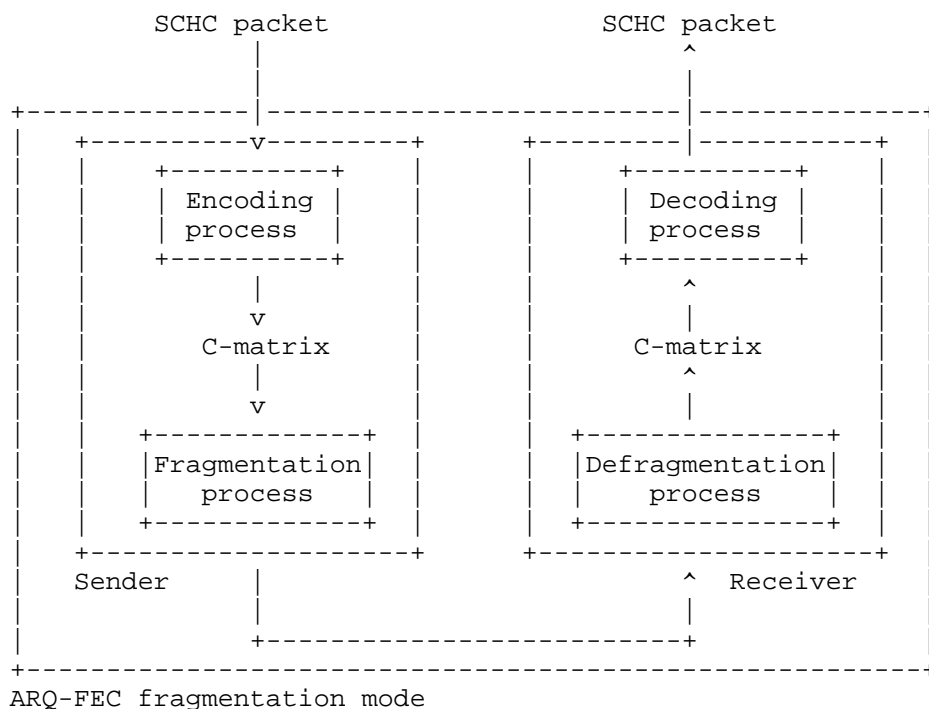 SCHC packet SCHC packet
Encoding Decoding
process process
C-matrix C-matrix
Fragmentation Defragmentation
process process
Sender Receiver
ARQ-FEC fragmentation mode